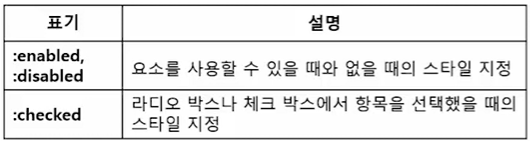 표기 설명
:enabled,
:disabled
요소를 사용할 수 있을 때와 없을 때의 스타일 지정
:checked
라디오 박스나 체크 박스에서 항목을 선택했을 때의
스타일 지정